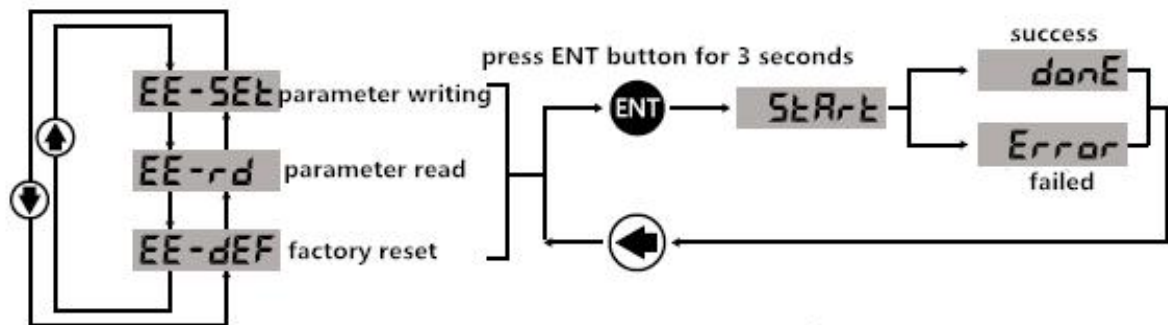 success
press ENT button for 3 seconds
donE
EE-SEt parameter writing
ENT
StArt
EE-rd parameter read
Error
failed
EE-dEF factory reset